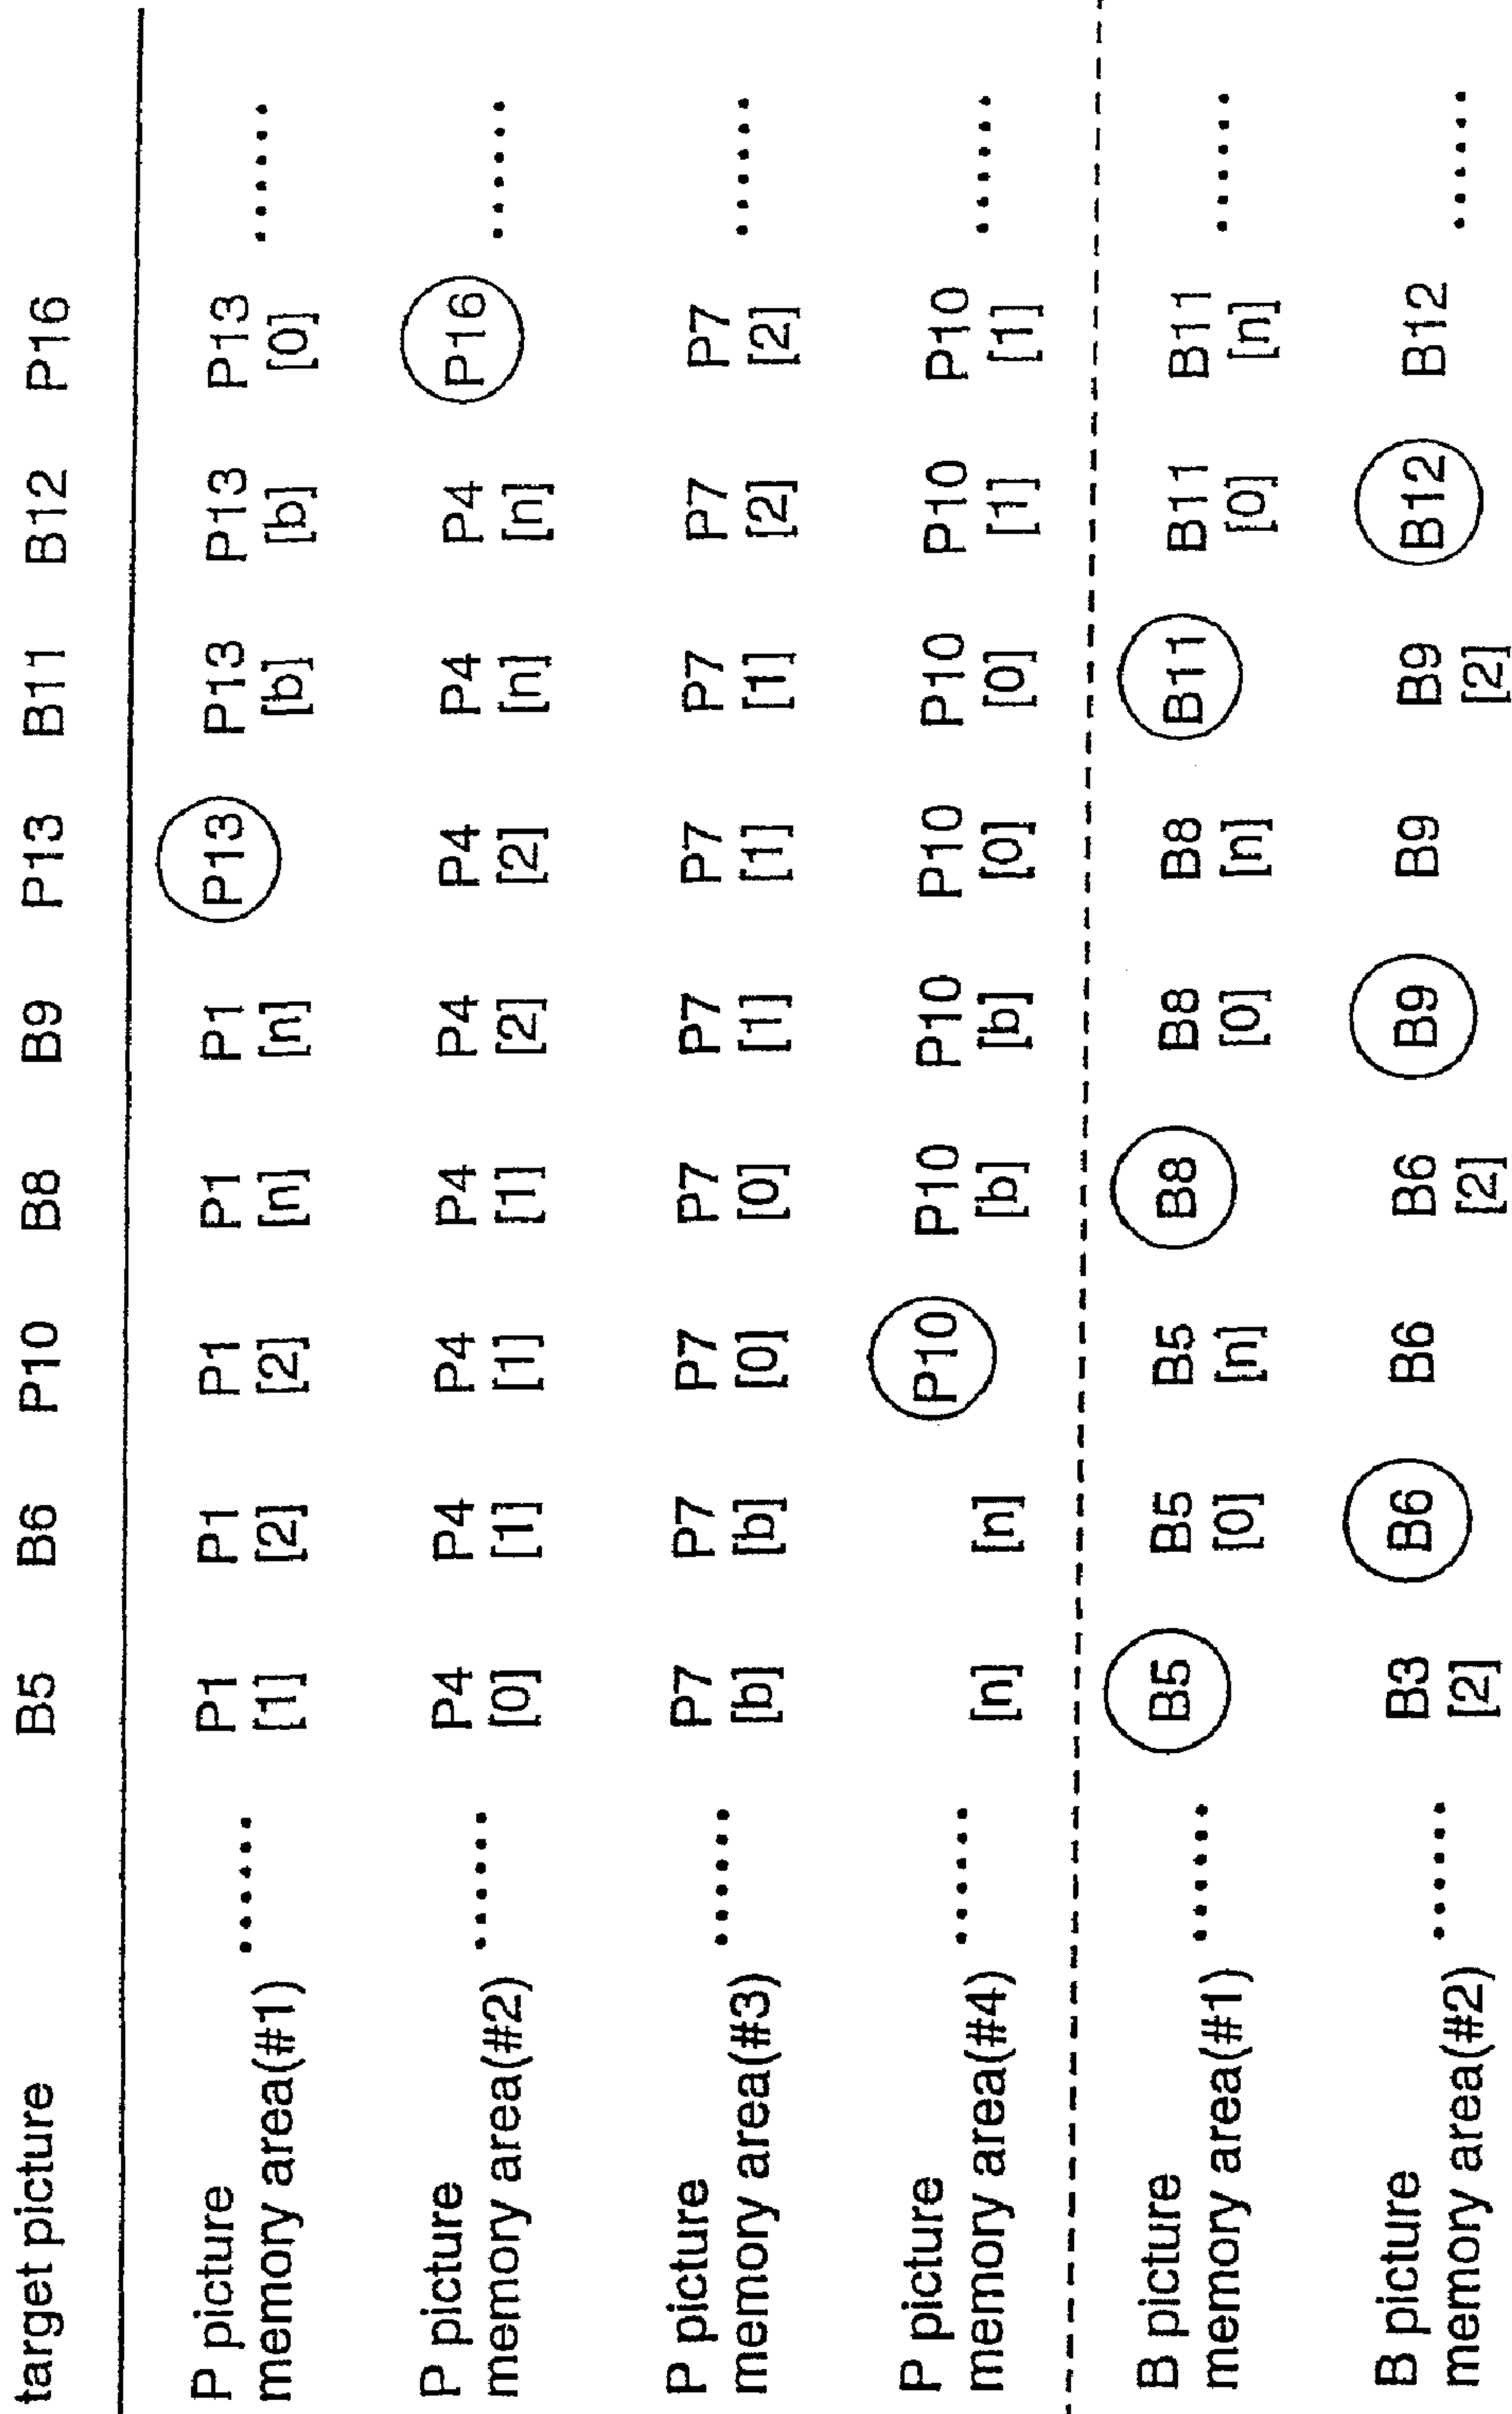 target picture B5 B6 P10 B8 B9 P13 B11 B12 P16
P picture ...... P1 P1 P1 P1 P1 P13 P13 P13 P13 ......
memory area(#1) [1] [2] [2] [n] [n] [b] [b] [0]
P picture ...... P4 P4 P4 P4 P4 P4 P4 P4 P16 ......
memory area(#2) [0] [1] [1] [1] [2] [2] [n] [n]
P picture ...... P7 P7 P7 P7 P7 P7 P7 P7 P7 ......
memory area(#3) [b] [b] [0] [0] [1] [1] [1] [2] [2]
P picture ...... P10 P10 P10 P10 P10 P10 P10 ......
memory area(#4) [n] [n] [b] [b] [0] [0] [1] [1]
B picture ...... B5 B5 B5 B8 B8 B8 B11 B11 B11 ......
memory area(#1) [0] [n] [0] [n] [0] [n]
B picture ...... B3 B6 B6 B6 B9 B9 B9 B12 B12 ......
memory area(#2) [2] [2] [2]